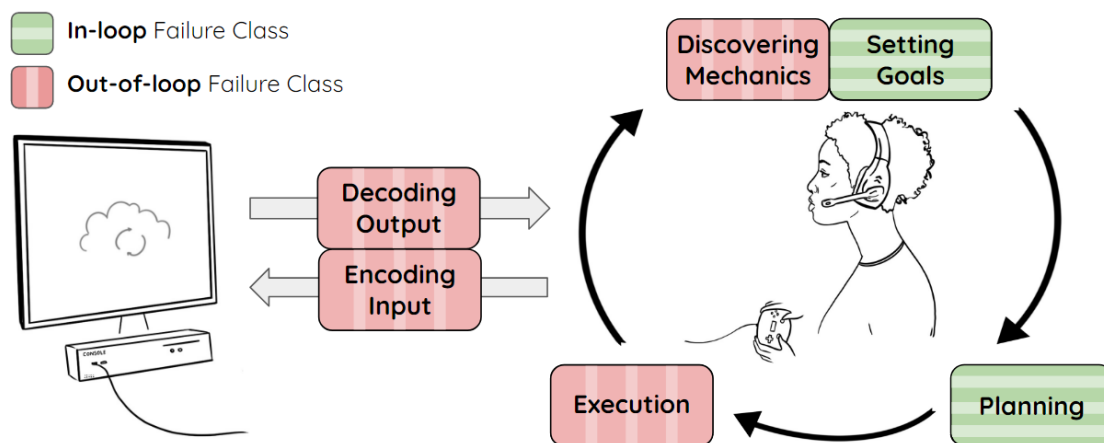 In-loop Failure Class
Out-of-loop Failure Class
Discovering
Mechanics
Setting
Goals
Decoding
Output
Encoding
Input
CONSOLE
Execution
Planning